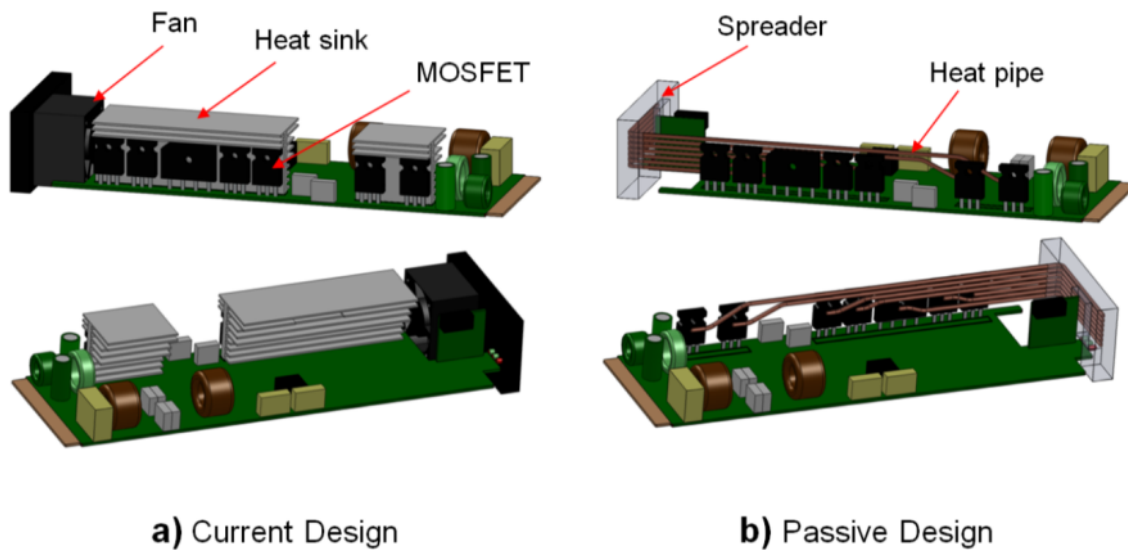 Fan
Heat sink
MOSFET
Spreader
Heat pipe
a) Current Design
b) Passive Design